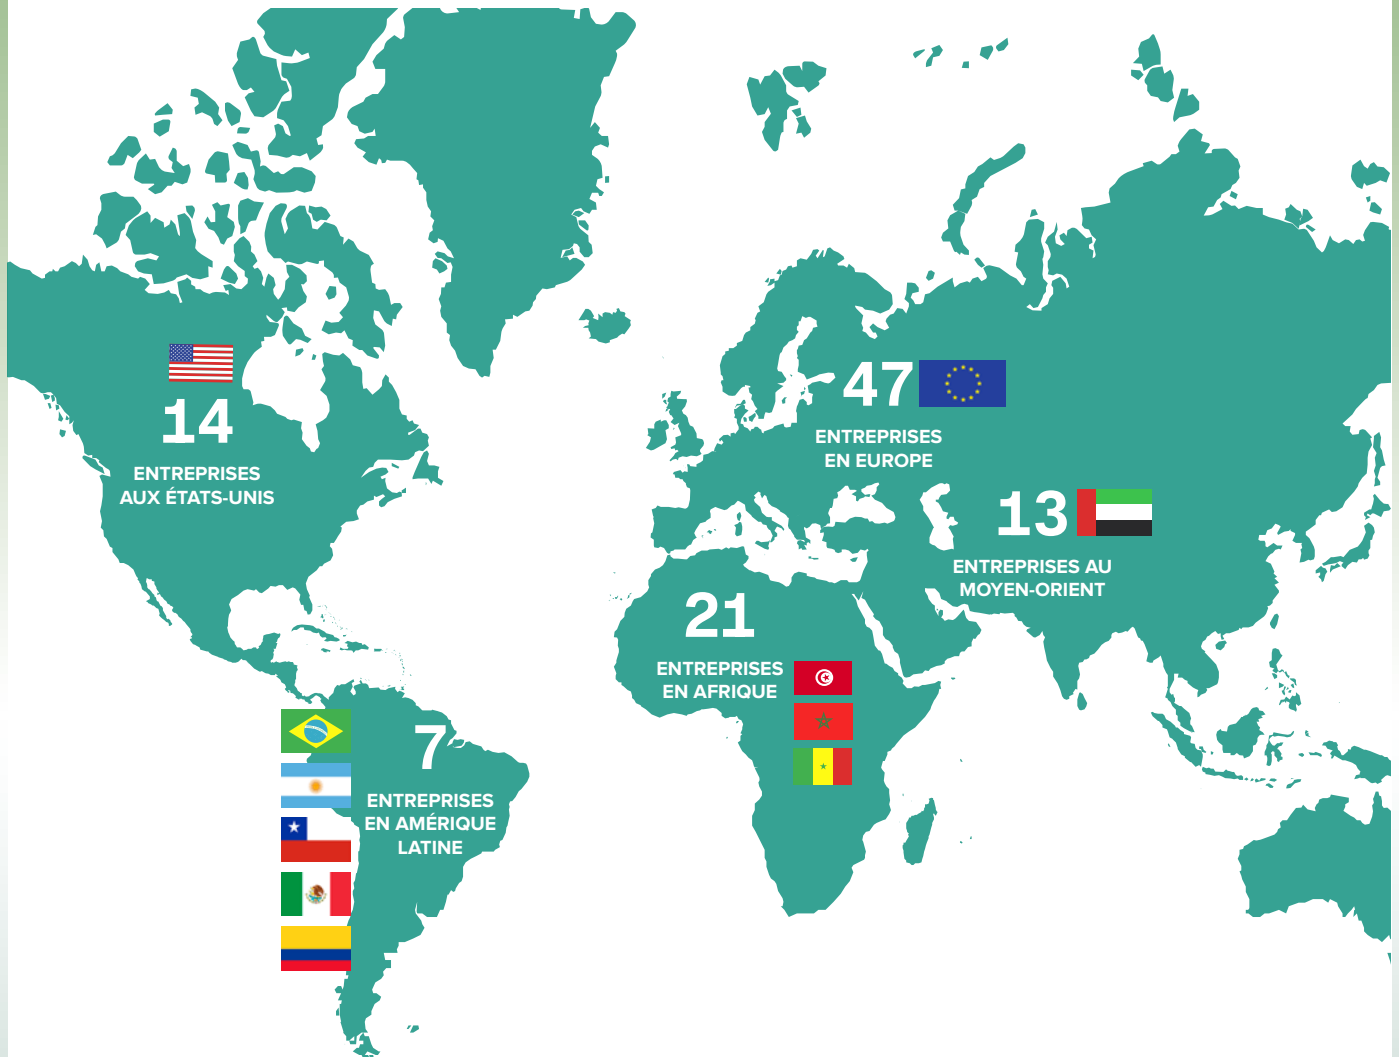 14
ENTREPRISES
AUX ÉTATS-UNIS
47
ENTREPRISES
EN EUROPE
13
ENTREPRISES AU
MOYEN-ORIENT
21
ENTREPRISES
EN AFRIQUE
7
ENTREPRISES
EN AMÉRIQUE
LATINE